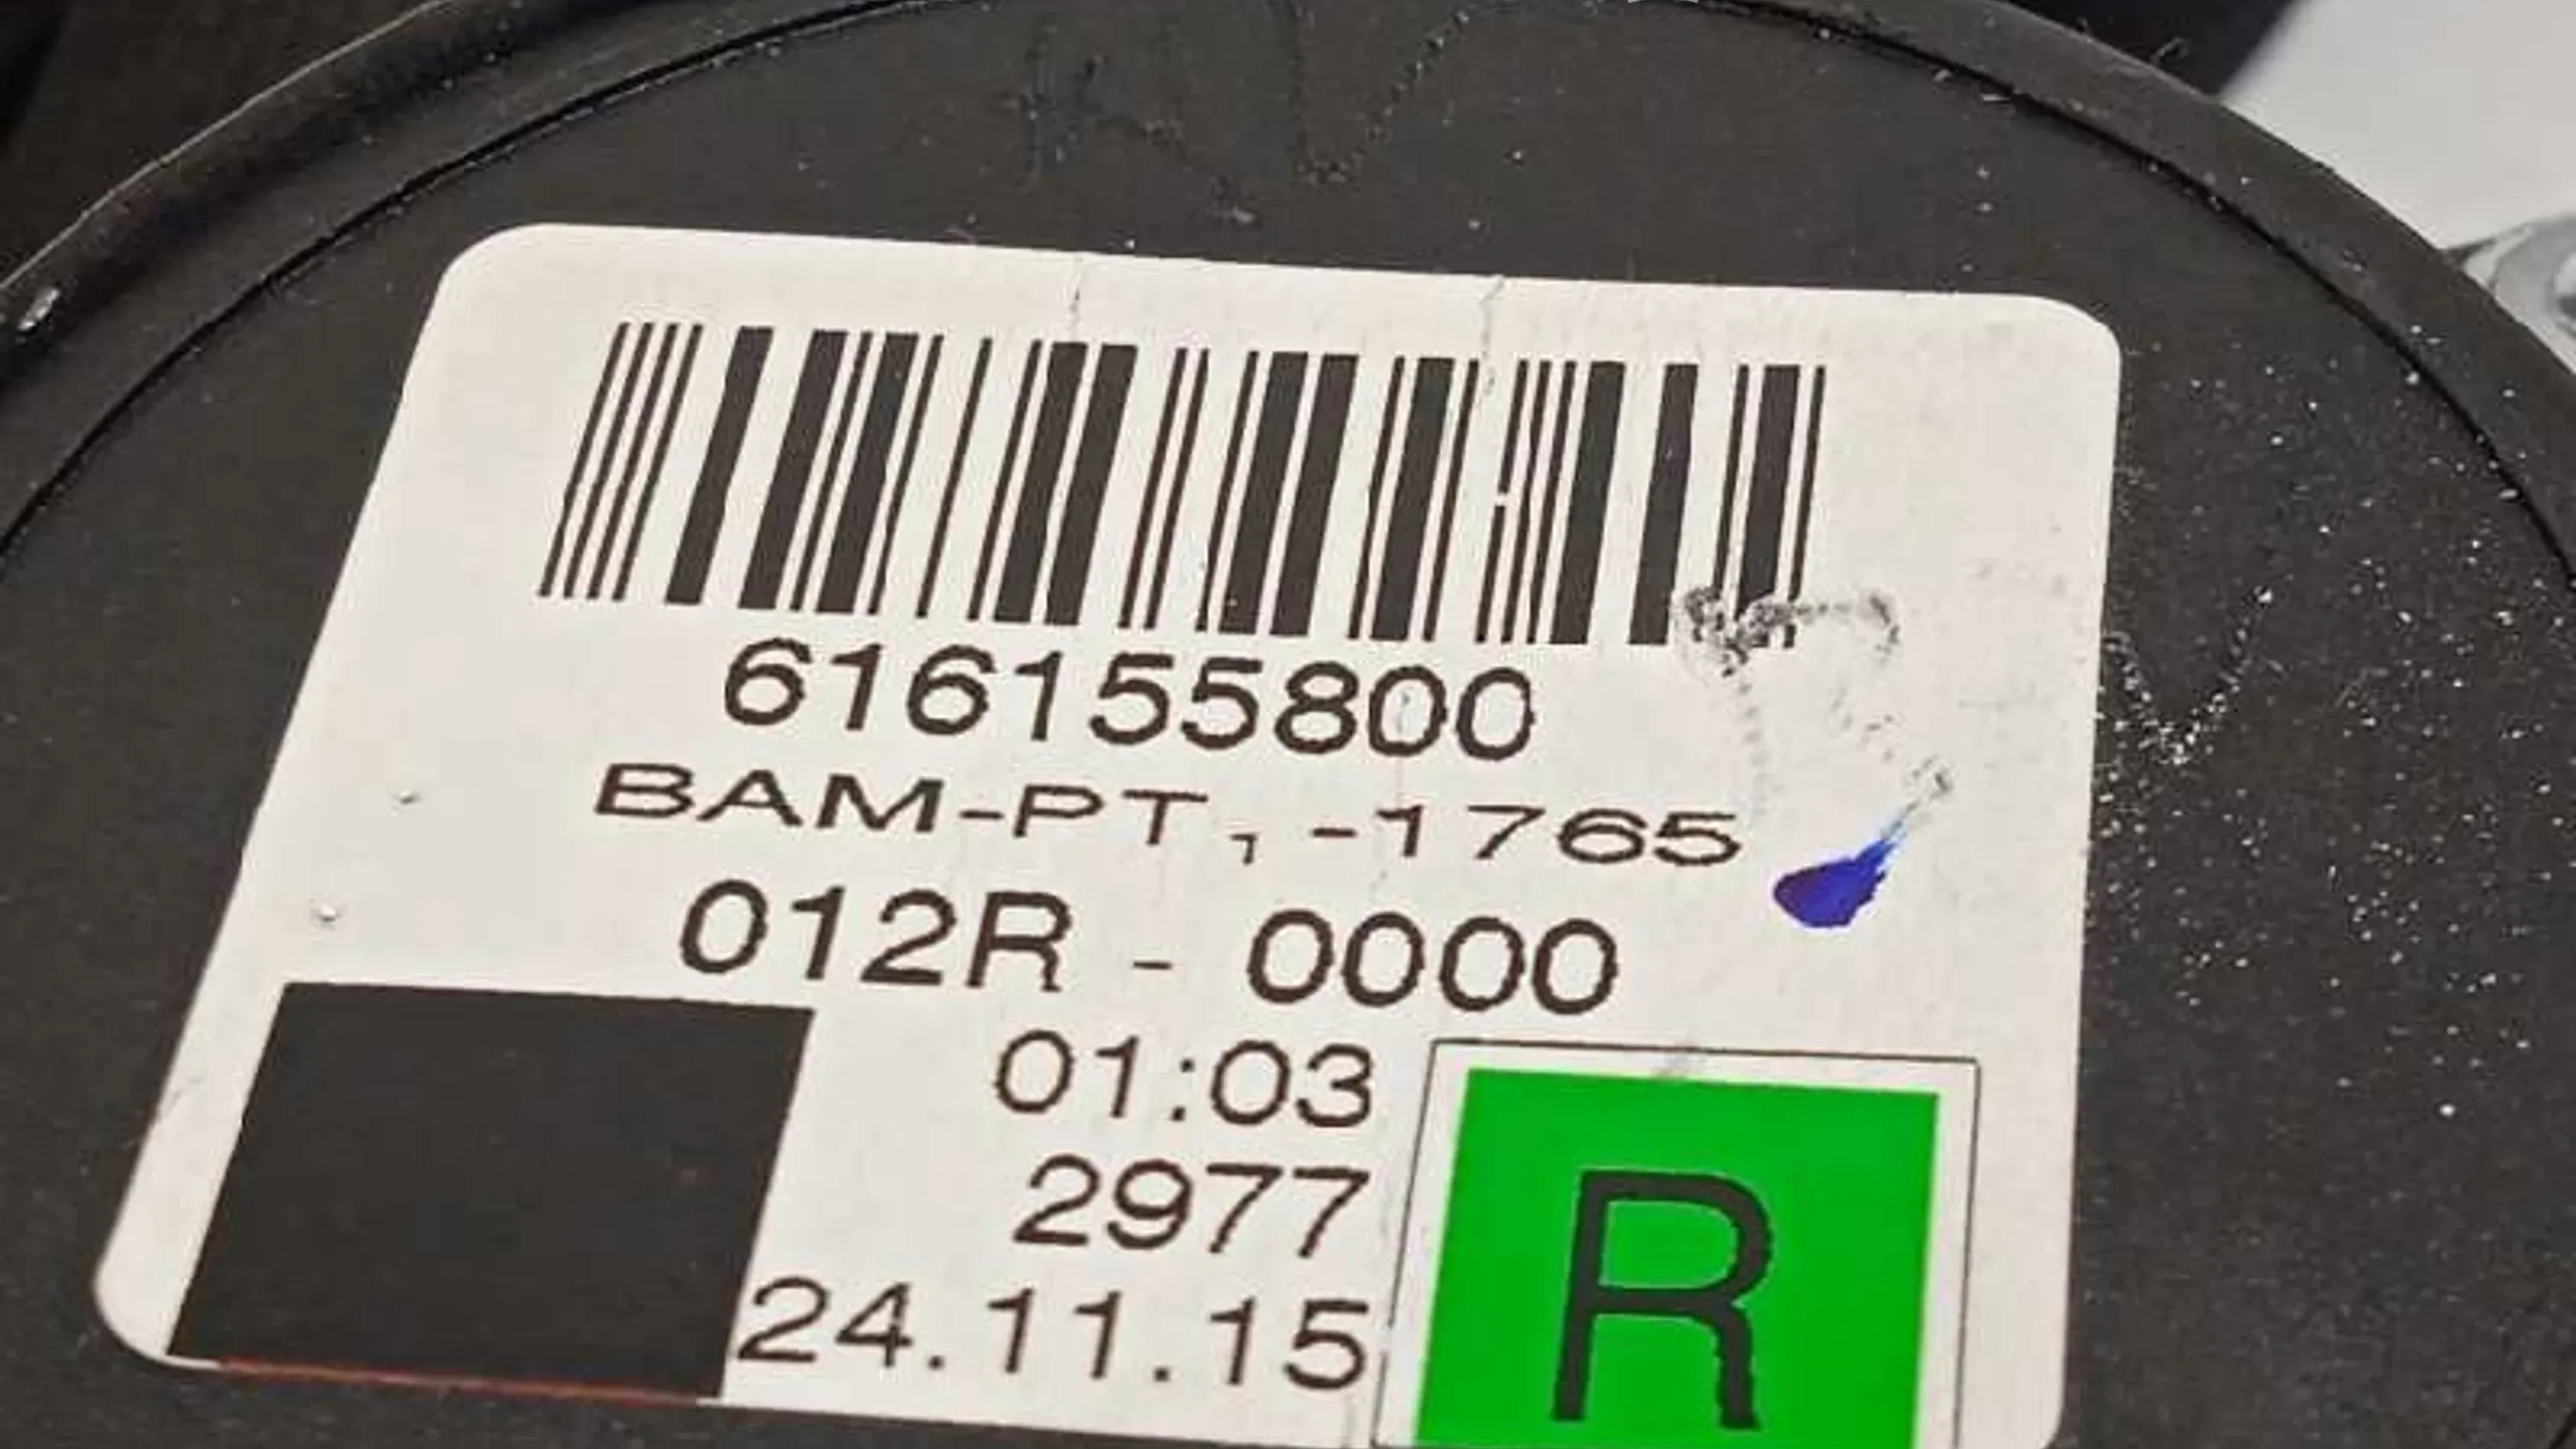 616155800
BAM-PT1-1765
012R - 0000
01:03
2977
24.11.15
R